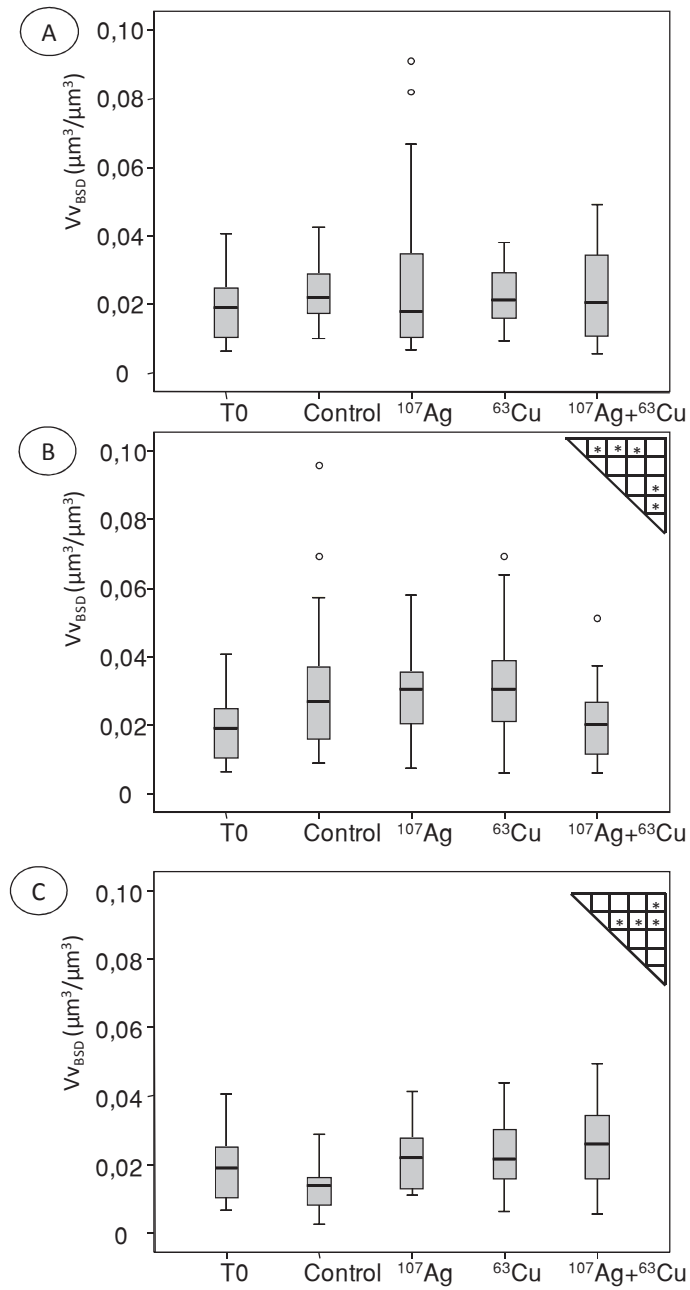 A
0,10
0,08
0,06
0,04
0,02
0
Vv_BSD (µm³/µm³)
T0 Control ¹⁰⁷Ag ⁶³Cu ¹⁰⁷Ag+⁶³Cu
B
0,10
0,08
0,06
0,04
0,02
0
Vv_BSD (µm³/µm³)
* * *
*
*
T0 Control ¹⁰⁷Ag ⁶³Cu ¹⁰⁷Ag+⁶³Cu
C
0,10
0,08
0,06
0,04
0,02
0
Vv_BSD (µm³/µm³)
*
* * *
T0 Control ¹⁰⁷Ag ⁶³Cu ¹⁰⁷Ag+⁶³Cu